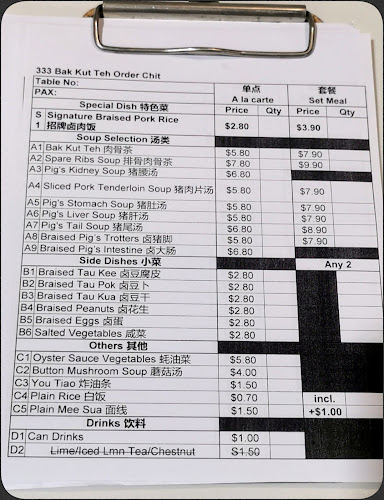 333 Bak Kut Teh Order Chit
Table No: 单点 套餐
PAX: A la carte Set Meal
Special Dish 特色菜 Price Qty Price Qty
S1 Signature Braised Pork Rice 招牌卤肉饭 $2.80 $3.90
Soup Selection 汤类
A1 Bak Kut Teh 肉骨茶 $5.80 $7.90
A2 Spare Ribs Soup 排骨肉骨茶 $7.80 $9.90
A3 Pig's Kidney Soup 猪腰汤 $6.80
A4 Sliced Pork Tenderloin Soup 猪肉片汤 $5.80 $7.90
A5 Pig's Stomach Soup 猪肚汤 $5.80 $7.90
A6 Pig's Liver Soup 猪肝汤 $5.80 $7.90
A7 Pig's Tail Soup 猪尾汤 $6.80 $8.90
A8 Braised Pig's Trotters 卤猪脚 $5.80 $7.90
A9 Braised Pig's Intestine 卤大肠 $6.80
Side Dishes 小菜 Any 2
B1 Braised Tau Kee 卤豆腐皮 $2.80
B2 Braised Tau Pok 卤豆卜 $2.80
B3 Braised Tau Kua 卤豆干 $2.80
B4 Braised Peanuts 卤花生 $2.80
B5 Braised Eggs 卤蛋 $2.80
B6 Salted Vegetables 咸菜 $2.80
Others 其他
C1 Oyster Sauce Vegetables 蚝油菜 $5.80
C2 Button Mushroom Soup 蘑菇汤 $4.00
C3 You Tiao 炸油条 $1.50
C4 Plain Rice 白饭 $0.70 incl.
C5 Plain Mee Sua 面线 $1.50 +$1.00
Drinks 饮料
D1 Can Drinks $1.00
D2 Lime/Iced Lmn Tea/Chestnut $1.50